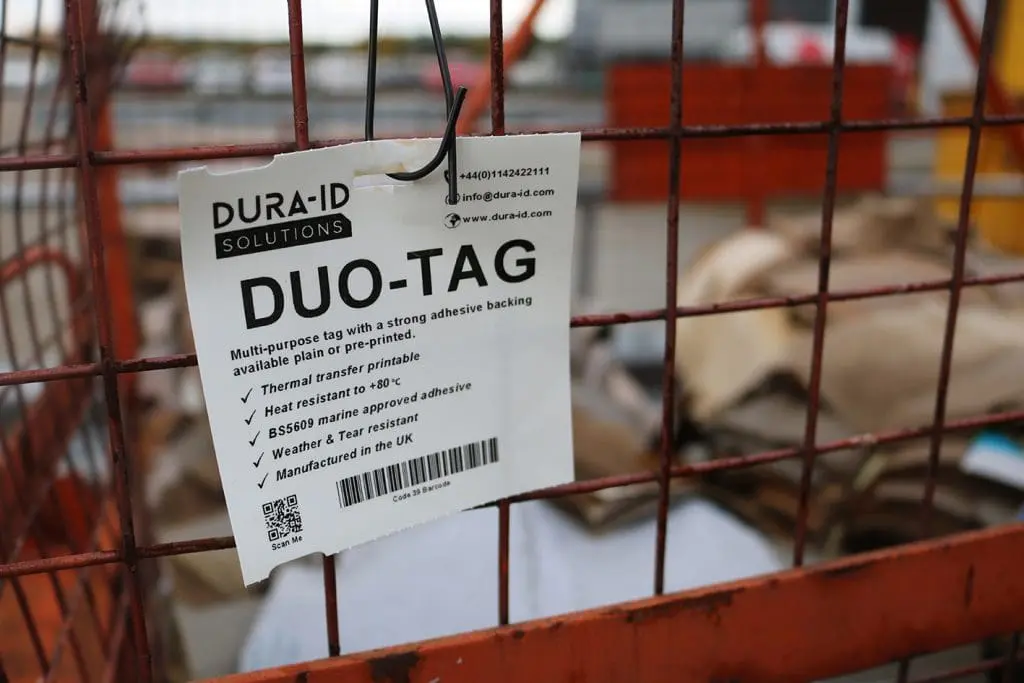 DURA-ID
SOLUTIONS
+44(0)1142422111
info@dura-id.com
www.dura-id.com
DUO-TAG
Multi-purpose tag with a strong adhesive backing
available plain or pre-printed.
✓ Thermal transfer printable
✓ Heat resistant to +80°c
✓ BS5609 marine approved adhesive
✓ Weather & Tear resistant
✓ Manufactured in the UK
Code 39 Barcode
Scan Me